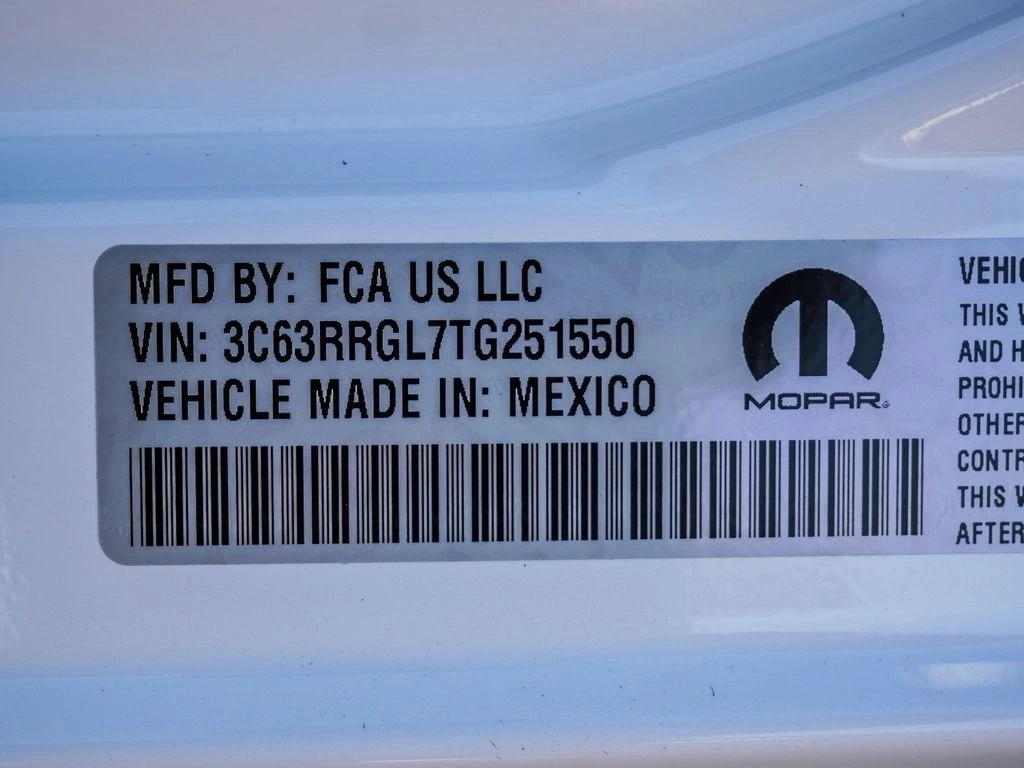 MFD BY: FCA US LLC
VIN: 3C63RRGL7TG251550
VEHICLE MADE IN: MEXICO
MOPAR
VEHIC
THIS V
AND H
PROHI
OTHER
CONTR
THIS V
AFTER